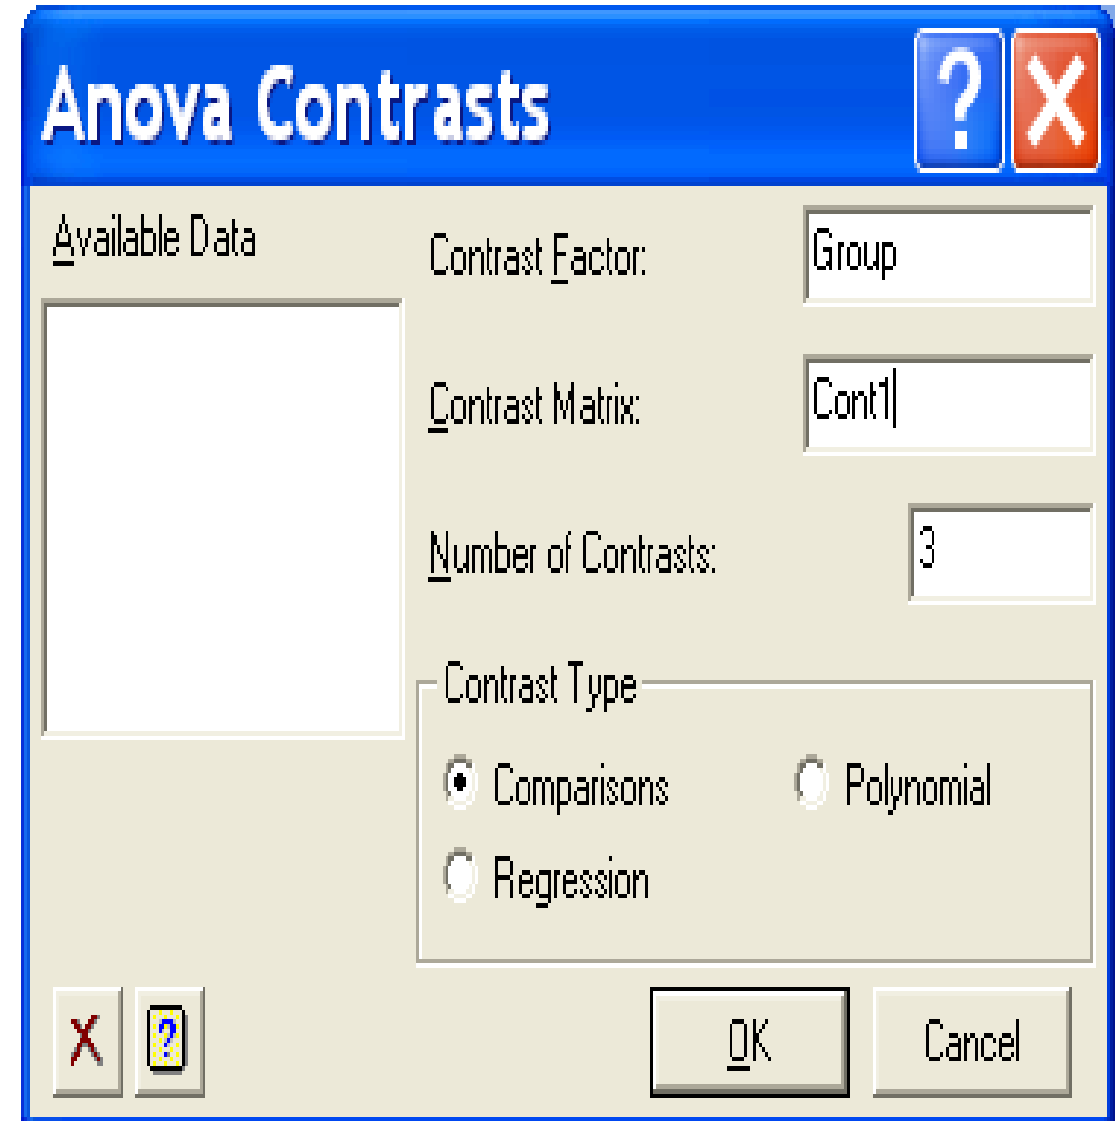 Anova Contrasts
Available Data
Contrast Factor: Group
Contrast Matrix: Cont1
Number of Contrasts: 3
Contrast Type
Comparisons Polynomial
Regression
OK Cancel